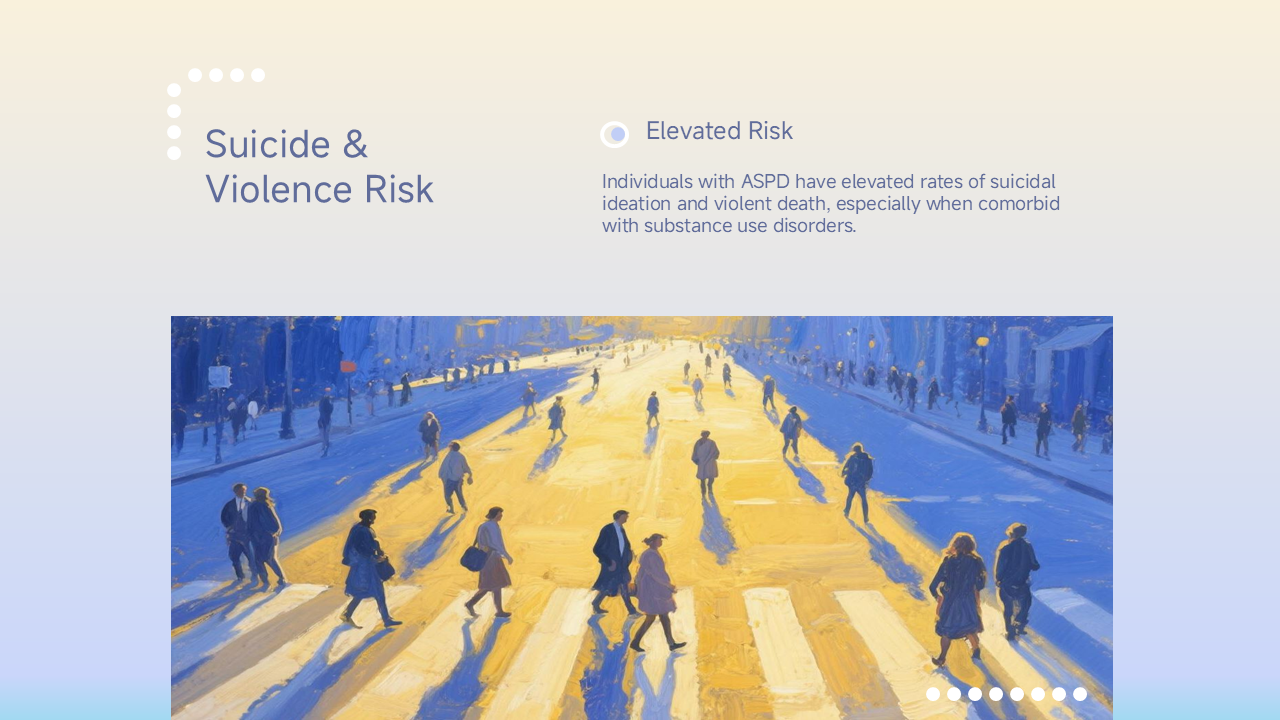 Suicide &
Violence Risk
Elevated Risk
Individuals with ASPD have elevated rates of suicidal
ideation and violent death, especially when comorbid
with substance use disorders.